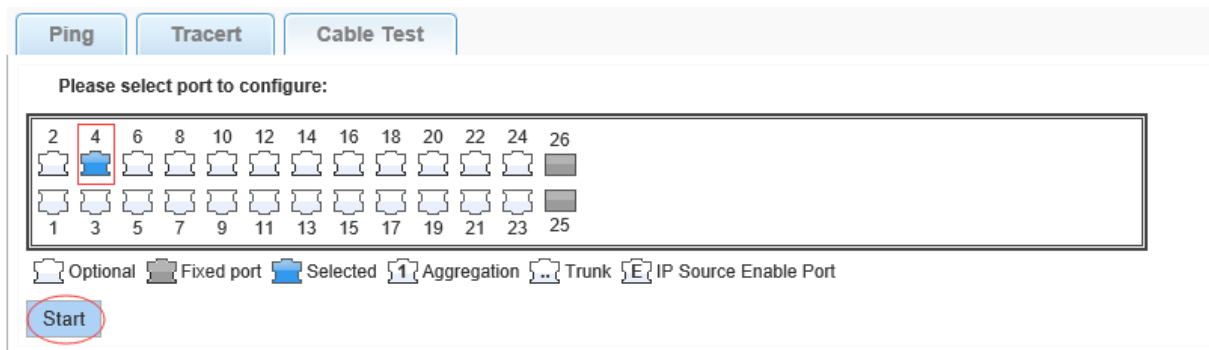 Ping Tracert Cable Test
Please select port to configure:
2 4 6 8 10 12 14 16 18 20 22 24 26
1 3 5 7 9 11 13 15 17 19 21 23 25
Optional Fixed port Selected 1 Aggregation .. Trunk E IP Source Enable Port
Start